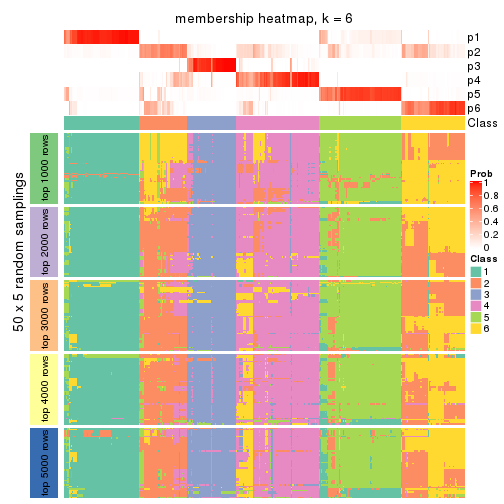 membership heatmap, k = 6
p1
p2
p3
p4
p5
p6
Class
50 x 5 random samplings
top 1000 rows
top 2000 rows
top 3000 rows
top 4000 rows
top 5000 rows
Prob
1
0.8
0.6
0.4
0.2
0
Class
1
2
3
4
5
6